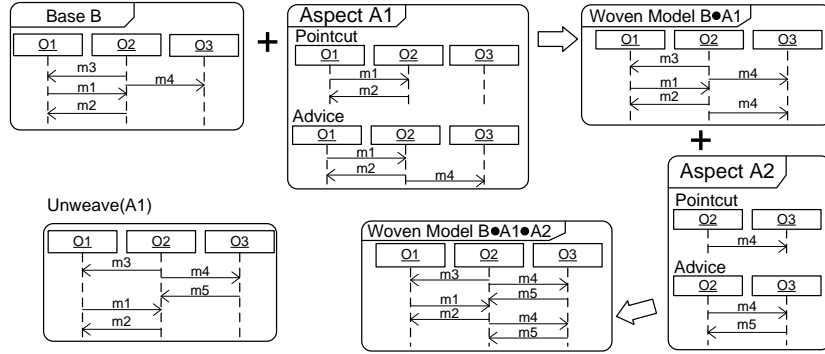 Base B
O1 O2 O3
m3
m4
m1
m2
+
Aspect A1
Pointcut
O1 O2 O3
m1
m2
Advice
O1 O2 O3
m1
m2 m4
Woven Model B●A1
O1 O2 O3
m3
m4
m1
m2
m4
+
Aspect A2
Pointcut
O2 O3
m4
Advice
O2 O3
m4
m5
Woven Model B●A1●A2
O1 O2 O3
m3 m4
m5
m1
m2 m4
m5
Unweave(A1)
O1 O2 O3
m3
m4
m5
m1
m2